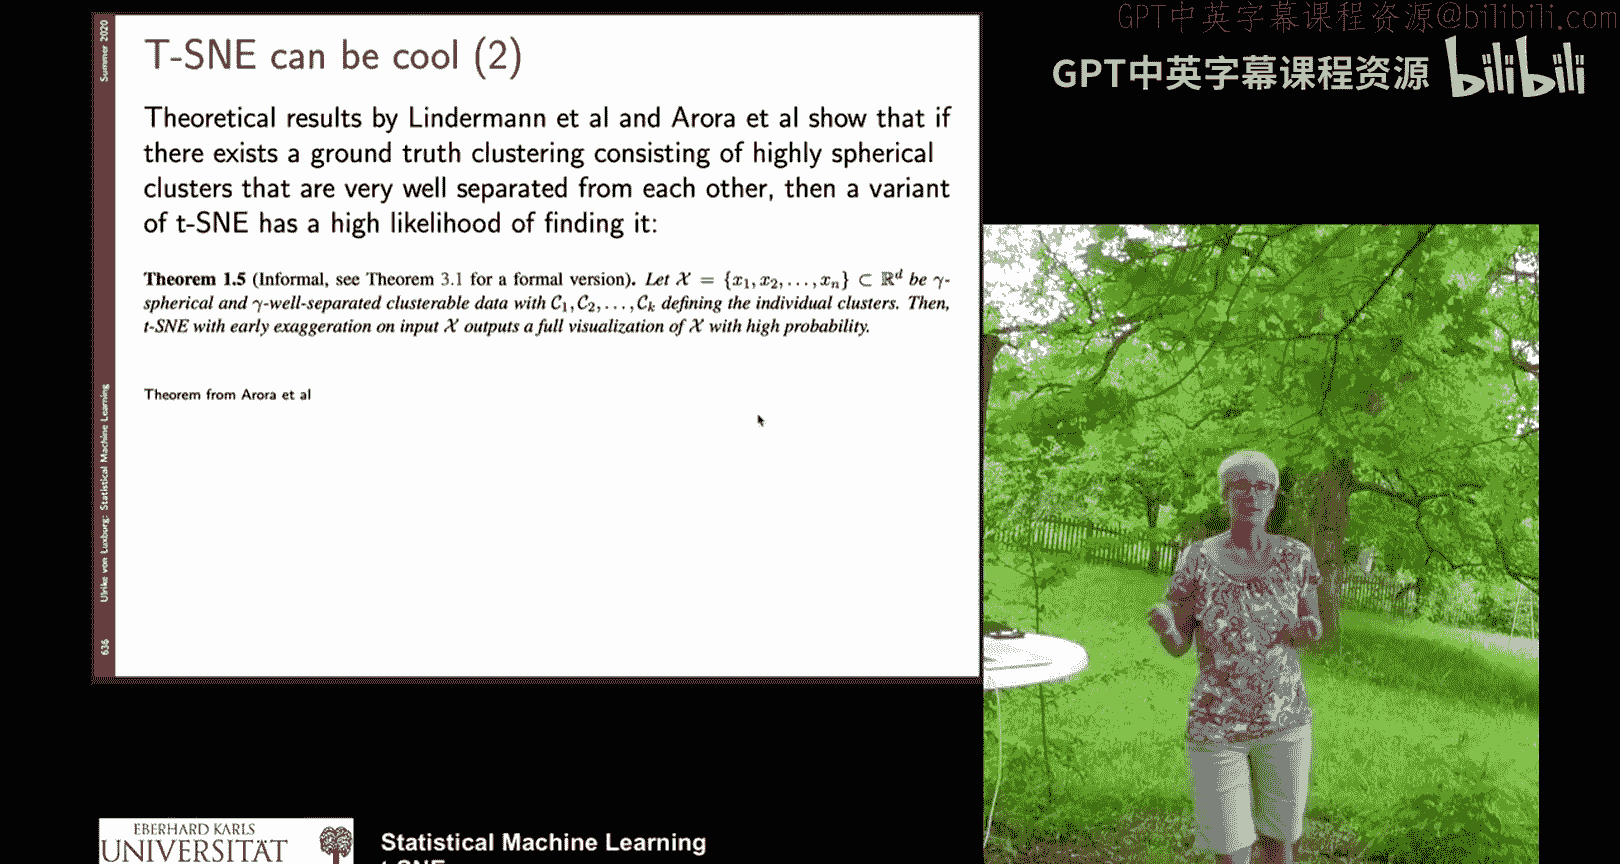 GPT中英字幕课程资源@bilibili.com
GPT中英字幕课程资源 bilibili
Summer 2020
T-SNE can be cool (2)
Theoretical results by Lindermann et al and Arora et al show that if
there exists a ground truth clustering consisting of highly spherical
clusters that are very well separated from each other, then a variant
of t-SNE has a high likelihood of finding it:
Theorem 1.5 (Informal, see Theorem 3.1 for a formal version). Let 𝒳 = {x₁, x₂, . . . , xₙ} ⊂ ℝᵈ be γ-
spherical and γ-well-separated clusterable data with 𝒞₁, 𝒞₂, . . . , 𝒞ₖ defining the individual clusters. Then,
t-SNE with early exaggeration on input 𝒳 outputs a full visualization of 𝒳 with high probability.
Theorem from Arora et al
Ulrike von Luxburg: Statistical Machine Learning
636
EBERHARD KARLS
UNIVERSITÄT
Statistical Machine Learning
t-SNE